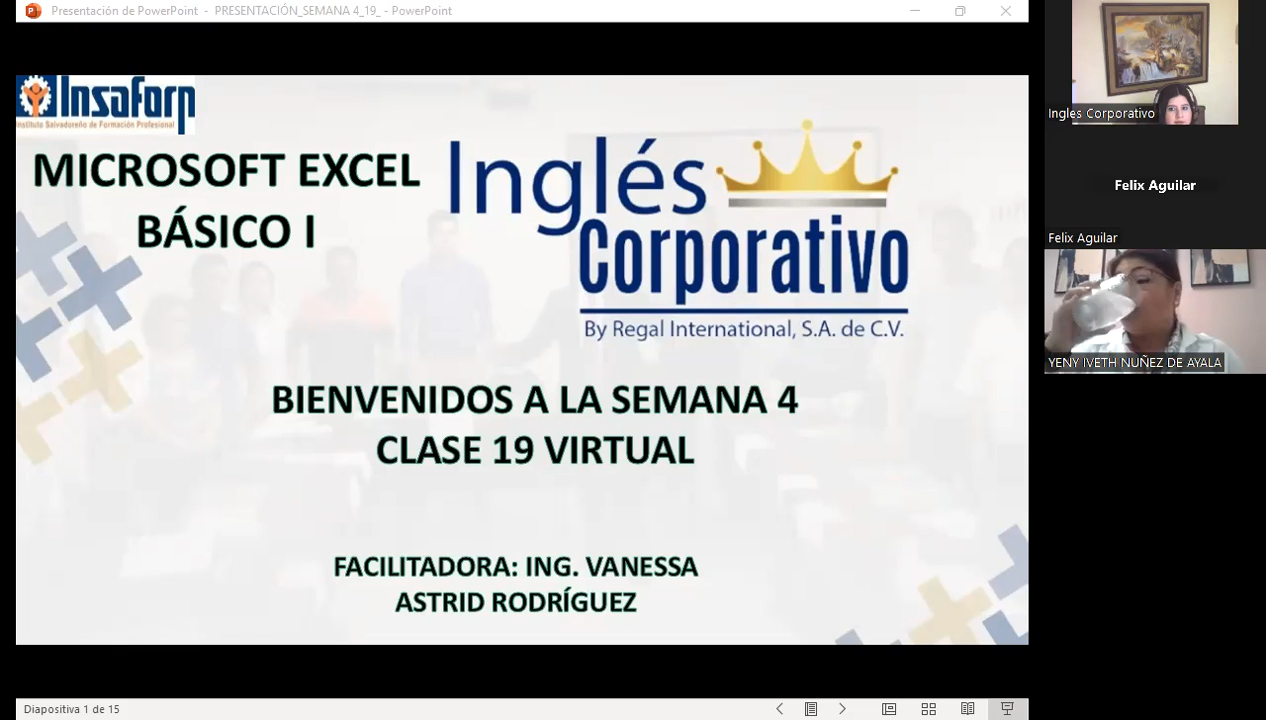 Presentación de PowerPoint - PRESENTACIÓN_SEMANA 4_19_ - PowerPoint
Insaforp
Instituto Salvadoreño de Formación Profesional
MICROSOFT EXCEL
BÁSICO I
Inglés
Corporativo
By Regal International, S.A. de C.V.
BIENVENIDOS A LA SEMANA 4
CLASE 19 VIRTUAL
FACILITADORA: ING. VANESSA
ASTRID RODRÍGUEZ
Diapositiva 1 de 15
Ingles Corporativo
Felix Aguilar
Felix Aguilar
YENY IVETH NUÑEZ DE AYALA